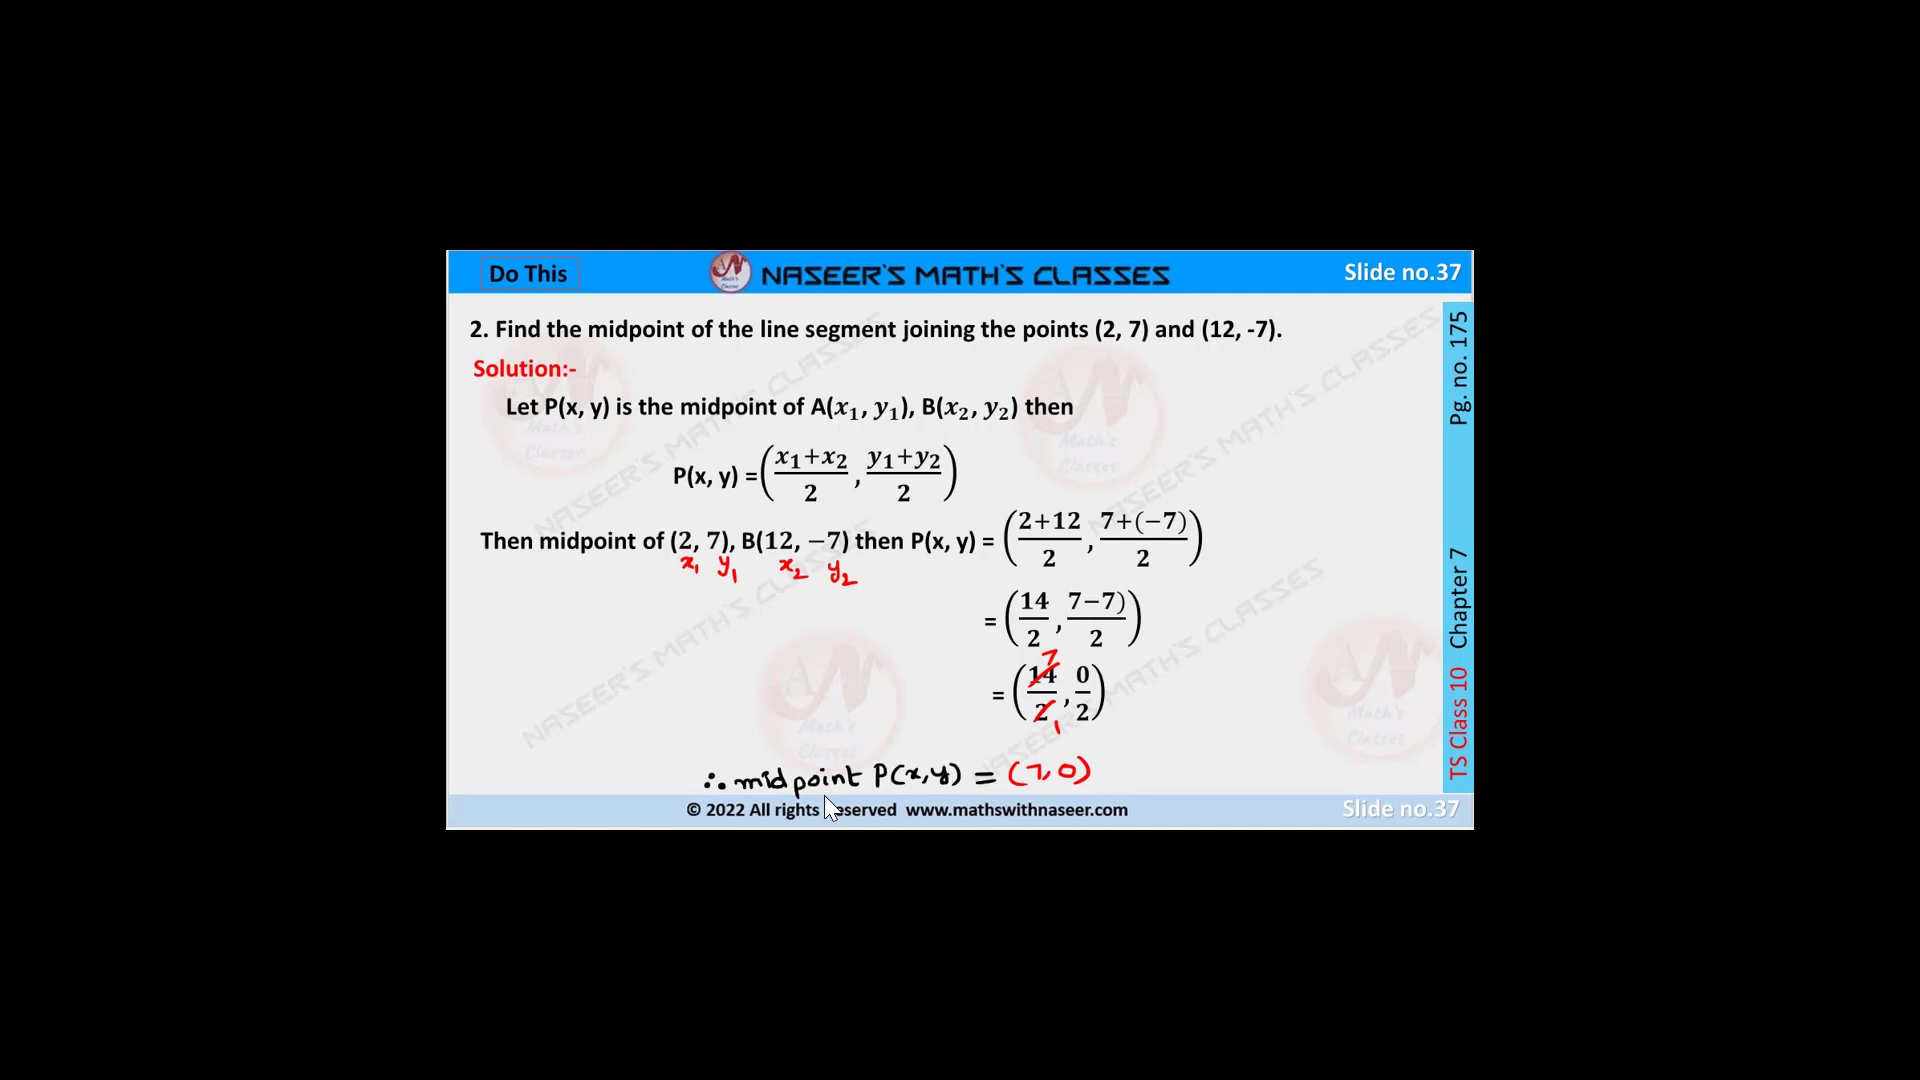 Do This
NASEER'S MATH'S CLASSES
Slide no.37
2. Find the midpoint of the line segment joining the points (2, 7) and (12, -7).
Solution:-
Let P(x, y) is the midpoint of A(x₁, y₁), B(x₂, y₂) then
P(x, y) =((x₁+x₂)/2 , (y₁+y₂)/2)
Then midpoint of (2, 7), B(12, −7) then P(x, y) = ((2+12)/2 , (7+(−7))/2)
x₁ y₁ x₂ y₂
= (14/2 , 7−7)/2)
7
= (14/2 , 0/2)
1
∴ midpoint P(x,y) = (7,0)
© 2022 All rights reserved www.mathswithnaseer.com
Slide no.37
TS Class 10 Chapter 7 Pg. no. 175